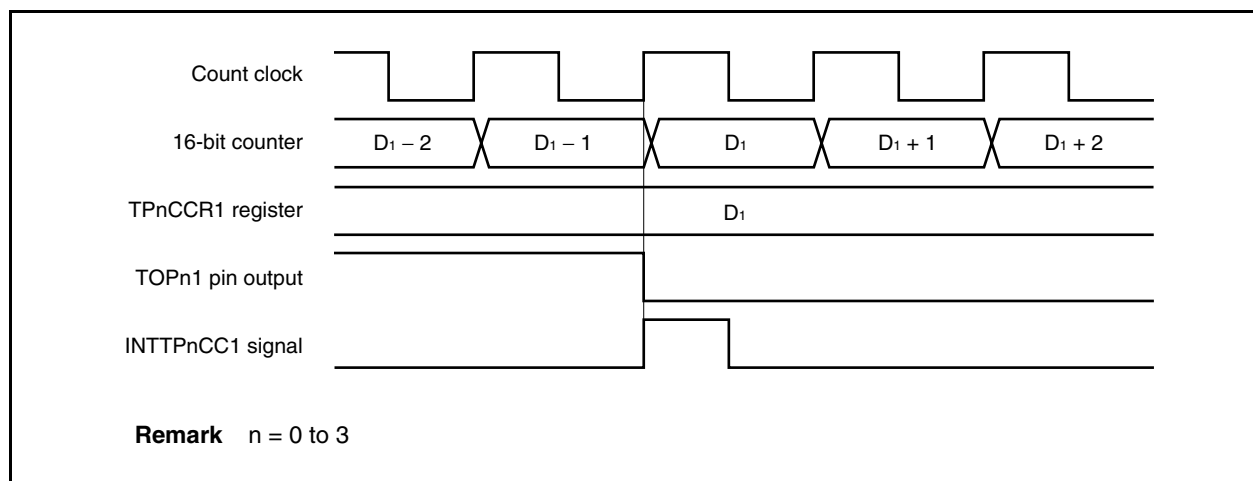 Count clock
16-bit counter
D₁ − 2
D₁ − 1
D₁
D₁ + 1
D₁ + 2
TPnCCR1 register
D₁
TOPn1 pin output
INTTPnCC1 signal
Remark n = 0 to 3